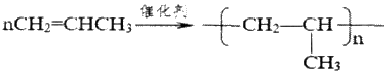 nCH₂=CHCH₃ 催化剂 → -[CH₂—CH]-n
CH₃